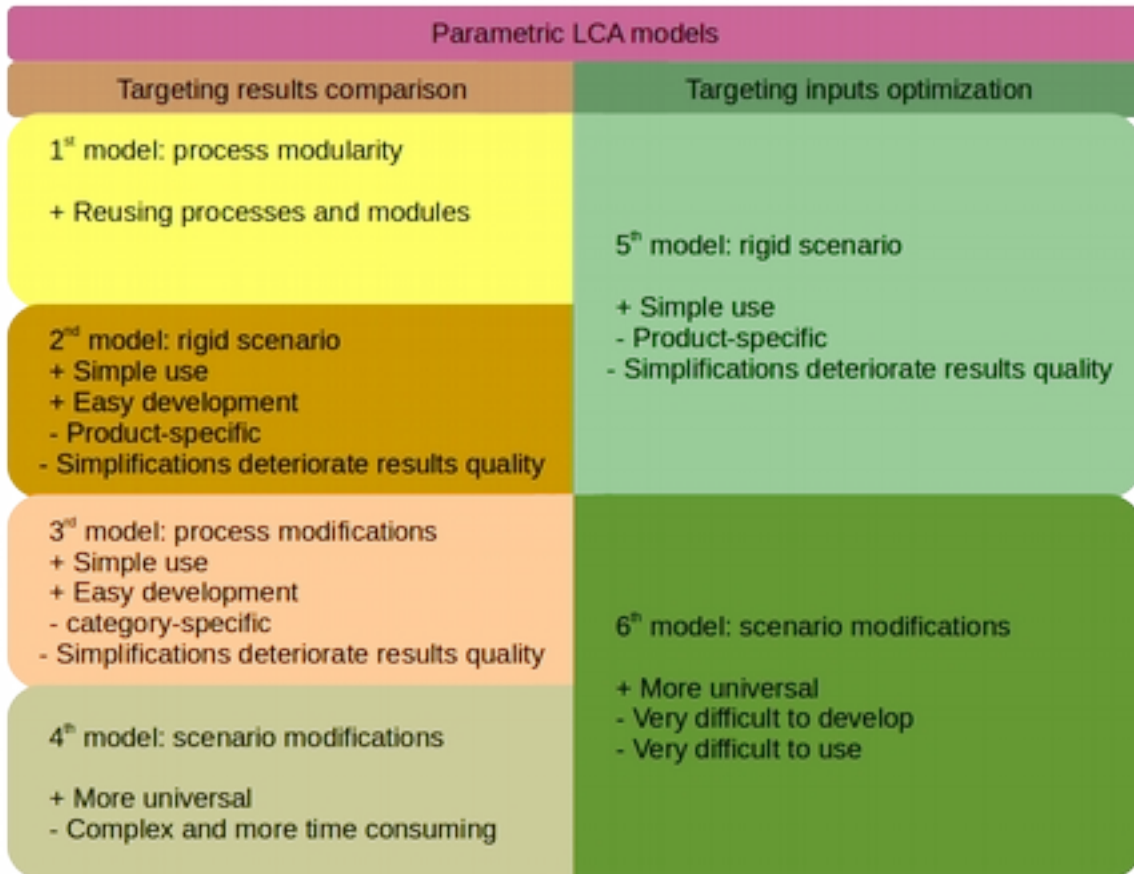 Parametric LCA models
Targeting results comparison
Targeting inputs optimization
1st model: process modularity
+ Reusing processes and modules
2nd model: rigid scenario
+ Simple use
+ Easy development
- Product-specific
- Simplifications deteriorate results quality
3rd model: process modifications
+ Simple use
+ Easy development
- category-specific
- Simplifications deteriorate results quality
4th model: scenario modifications
+ More universal
- Complex and more time consuming
5th model: rigid scenario
+ Simple use
- Product-specific
- Simplifications deteriorate results quality
6th model: scenario modifications
+ More universal
- Very difficult to develop
- Very difficult to use